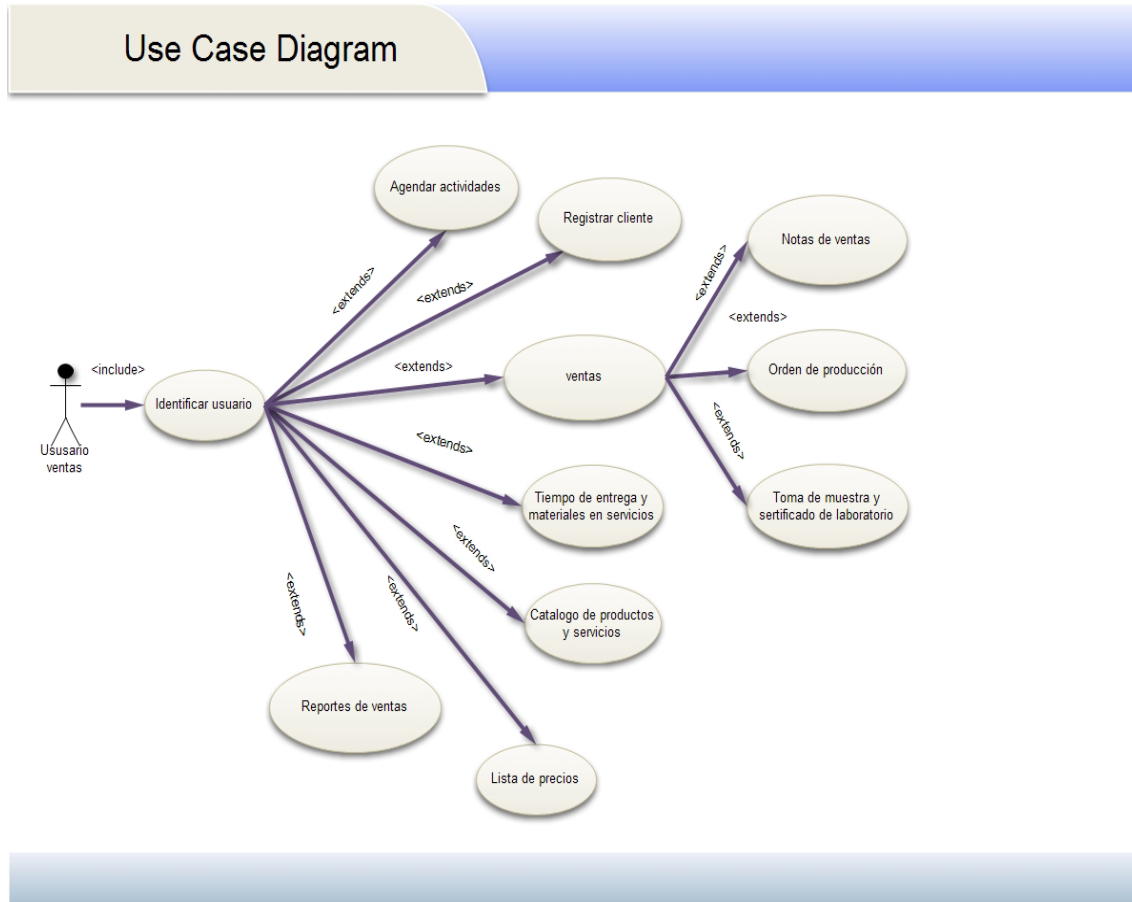 Use Case Diagram
Agendar actividades
Registrar cliente
Notas de ventas
<extends>
<extends>
<extends>
<extends>
<include>
<extends>
ventas
Orden de producción
Identificar usuario
<extends>
<extends>
Ususario
ventas
Tiempo de entrega y
materiales en servicios
Toma de muestra y
sertificado de laboratorio
<extends>
<extends>
<extends>
Catalogo de productos
y servicios
Reportes de ventas
Lista de precios